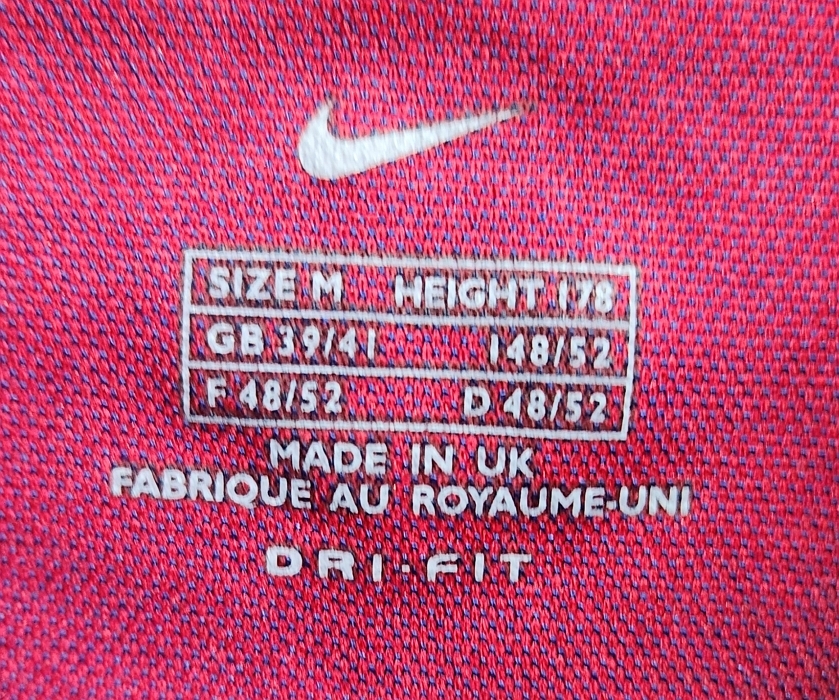 SIZE M HEIGHT 178
GB 39/41 I 48/52
F 48/52 D 48/52
MADE IN UK
FABRIQUE AU ROYAUME-UNI
DRI-FIT